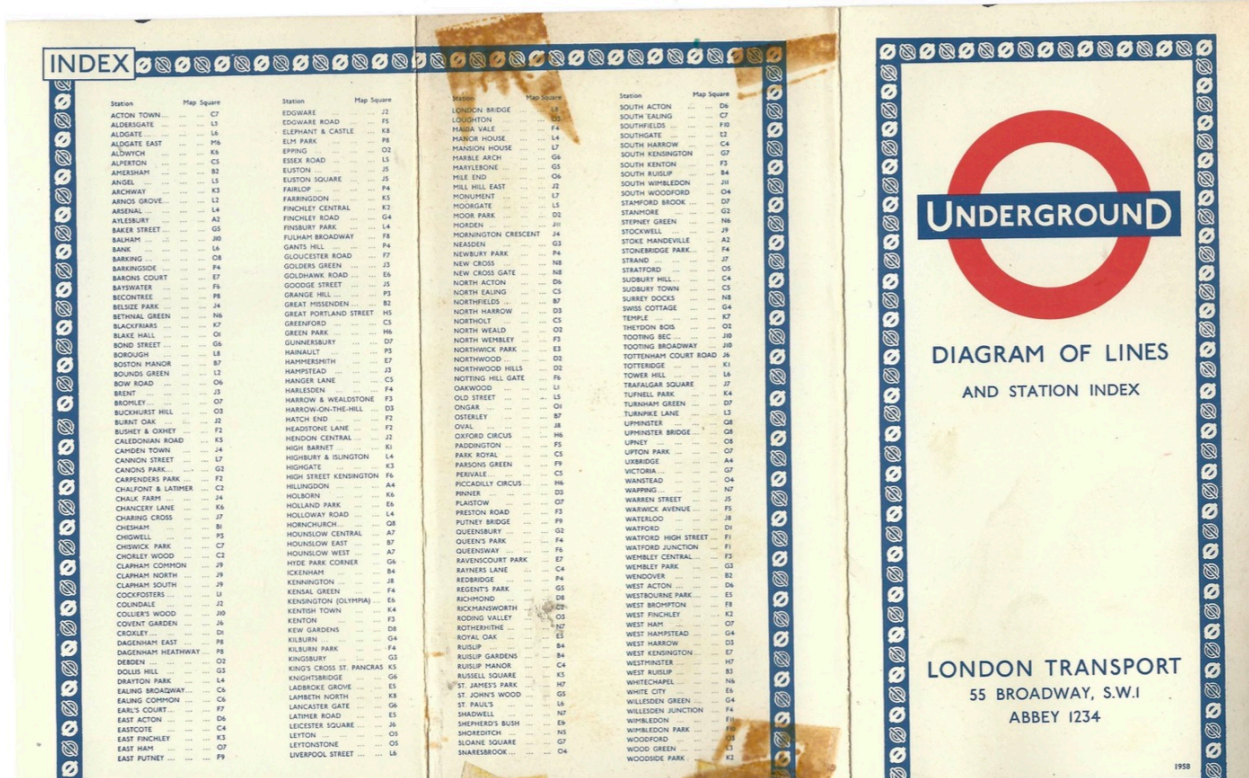 INDEX
Station Map Square
ACTON TOWN C7
ALDERSGATE L5
ALDGATE L6
ALDGATE EAST M6
ALDWYCH K6
ALPERTON C5
AMERSHAM B2
ANGEL L5
ARCHWAY K3
ARNOS GROVE L2
ARSENAL L4
AYLESBURY A2
BAKER STREET G5
BALHAM J10
BANK L6
BARKING O8
BARKINGSIDE P4
BARONS COURT E7
BAYSWATER F6
BECONTREE P8
BELSIZE PARK J4
BETHNAL GREEN N6
BLACKFRIARS K7
BLAKE HALL O1
BOND STREET G6
BOROUGH L8
BOSTON MANOR B7
BOUNDS GREEN L2
BOW ROAD O6
BRENT J3
BROMLEY O7
BUCKHURST HILL O3
BURNT OAK J2
BUSHEY & OXHEY F2
CALEDONIAN ROAD K5
CAMDEN TOWN J4
CANNON STREET L7
CANONS PARK G2
CARPENDERS PARK F2
CHALFONT & LATIMER C2
CHALK FARM J4
CHANCERY LANE K6
CHARING CROSS J7
CHESHAM B1
CHIGWELL P3
CHISWICK PARK C7
CHORLEY WOOD C2
CLAPHAM COMMON J9
CLAPHAM NORTH J9
CLAPHAM SOUTH J9
COCKFOSTERS L1
COLINDALE J2
COLLIER'S WOOD J10
COVENT GARDEN J6
CROXLEY D1
DAGENHAM EAST P8
DAGENHAM HEATHWAY P8
DEBDEN O2
DOLLIS HILL G3
DRAYTON PARK L4
EALING BROADWAY C6
EALING COMMON C6
EARL'S COURT F7
EAST ACTON D6
EASTCOTE C4
EAST FINCHLEY K3
EAST HAM O7
EAST PUTNEY F9
Station Map Square
EDGWARE J2
EDGWARE ROAD F5
ELEPHANT & CASTLE K8
ELM PARK P8
EPPING O2
ESSEX ROAD L5
EUSTON J5
EUSTON SQUARE J5
FAIRLOP P4
FARRINGDON K5
FINCHLEY CENTRAL K2
FINCHLEY ROAD G4
FINSBURY PARK L4
FULHAM BROADWAY F8
GANTS HILL P4
GLOUCESTER ROAD F7
GOLDERS GREEN J3
GOLDHAWK ROAD E6
GOODGE STREET J5
GRANGE HILL P3
GREAT MISSENDEN B2
GREAT PORTLAND STREET H5
GREENFORD C5
GREEN PARK H6
GUNNERSBURY D7
HAINAULT P3
HAMMERSMITH E7
HAMPSTEAD J3
HANGER LANE C5
HARLESDEN F4
HARROW & WEALDSTONE F3
HARROW-ON-THE-HILL D3
HATCH END F2
HEADSTONE LANE F2
HENDON CENTRAL J2
HIGH BARNET K1
HIGHBURY & ISLINGTON L4
HIGHGATE K3
HIGH STREET KENSINGTON F6
HILLINGDON A4
HOLBORN K6
HOLLAND PARK E6
HOLLOWAY ROAD L4
HORNCHURCH Q8
HOUNSLOW CENTRAL A7
HOUNSLOW EAST B7
HOUNSLOW WEST A7
HYDE PARK CORNER G6
ICKENHAM B4
KENNINGTON J8
KENSAL GREEN F4
KENSINGTON (OLYMPIA) E6
KENTISH TOWN K4
KENTON F3
KEW GARDENS D8
KILBURN G4
KILBURN PARK F4
KINGSBURY G3
KING'S CROSS ST. PANCRAS K5
KNIGHTSBRIDGE G6
LADBROKE GROVE E5
LAMBETH NORTH K8
LANCASTER GATE G6
LATIMER ROAD E5
LEICESTER SQUARE J6
LEYTON O5
LEYTONSTONE O5
LIVERPOOL STREET L6
Station Map Square
LONDON BRIDGE L8
LOUGHTON
MAIDA VALE F4
MANOR HOUSE L4
MANSION HOUSE L7
MARBLE ARCH G6
MARYLEBONE G5
MILE END O6
MILL HILL EAST J2
MONUMENT L7
MOORGATE L5
MOOR PARK D2
MORDEN J11
MORNINGTON CRESCENT J4
NEASDEN G3
NEWBURY PARK P4
NEW CROSS N8
NEW CROSS GATE N8
NORTH ACTON D6
NORTH EALING C5
NORTHFIELDS B7
NORTH HARROW D3
NORTHOLT C5
NORTH WEALD O2
NORTH WEMBLEY F3
NORTHWICK PARK E3
NORTHWOOD D2
NORTHWOOD HILLS D2
NOTTING HILL GATE F6
OAKWOOD L1
OLD STREET L5
ONGAR O1
OSTERLEY B7
OVAL J8
OXFORD CIRCUS H6
PADDINGTON F5
PARK ROYAL C5
PARSONS GREEN F9
PERIVALE C5
PICCADILLY CIRCUS H6
PINNER D3
PLAISTOW O7
PRESTON ROAD F3
PUTNEY BRIDGE F9
QUEENSBURY G2
QUEEN'S PARK F4
QUEENSWAY F6
RAVENSCOURT PARK E7
RAYNERS LANE C4
REDBRIDGE P4
REGENT'S PARK G5
RICHMOND D8
RICKMANSWORTH C2
RODING VALLEY O3
ROTHERHITHE N7
ROYAL OAK E5
RUISLIP B4
RUISLIP GARDENS B4
RUISLIP MANOR C4
RUSSELL SQUARE K5
ST. JAMES'S PARK H7
ST. JOHN'S WOOD G5
ST. PAUL'S L6
SHADWELL N7
SHEPHERD'S BUSH E6
SHOREDITCH N5
SLOANE SQUARE G7
SNARESBROOK O4
Station Map Square
SOUTH ACTON D6
SOUTH EALING C7
SOUTHFIELDS F10
SOUTHGATE L2
SOUTH HARROW C4
SOUTH KENSINGTON G7
SOUTH KENTON F3
SOUTH RUISLIP B4
SOUTH WIMBLEDON J11
SOUTH WOODFORD O4
STAMFORD BROOK D7
STANMORE G2
STEPNEY GREEN N6
STOCKWELL J9
STOKE MANDEVILLE A2
STONEBRIDGE PARK F4
STRAND J7
STRATFORD O5
SUDBURY HILL C4
SUDBURY TOWN C5
SURREY DOCKS N8
SWISS COTTAGE G4
TEMPLE K7
THEYDON BOIS O2
TOOTING BEC J10
TOOTING BROADWAY J10
TOTTENHAM COURT ROAD J6
TOTTERIDGE K1
TOWER HILL L6
TRAFALGAR SQUARE J7
TUFNELL PARK K4
TURNHAM GREEN D7
TURNPIKE LANE L3
UPMINSTER Q8
UPMINSTER BRIDGE Q8
UPNEY O8
UPTON PARK O7
UXBRIDGE A4
VICTORIA G7
WANSTEAD O4
WAPPING N7
WARREN STREET J5
WARWICK AVENUE F5
WATERLOO J8
WATFORD D1
WATFORD HIGH STREET F1
WATFORD JUNCTION F1
WEMBLEY CENTRAL F3
WEMBLEY PARK G3
WENDOVER B2
WEST ACTON D6
WESTBOURNE PARK E5
WEST BROMPTON F8
WEST FINCHLEY K2
WEST HAM O7
WEST HAMPSTEAD G4
WEST HARROW D3
WEST KENSINGTON E7
WESTMINSTER H7
WEST RUISLIP B3
WHITECHAPEL N6
WHITE CITY E6
WILLESDEN GREEN G4
WILLESDEN JUNCTION F4
WIMBLEDON
WIMBLEDON PARK
WOODFORD
WOOD GREEN L3
WOODSIDE PARK K2
UNDERGROUND
DIAGRAM OF LINES
AND STATION INDEX
LONDON TRANSPORT
55 BROADWAY, S.W.1
ABBEY 1234
1958